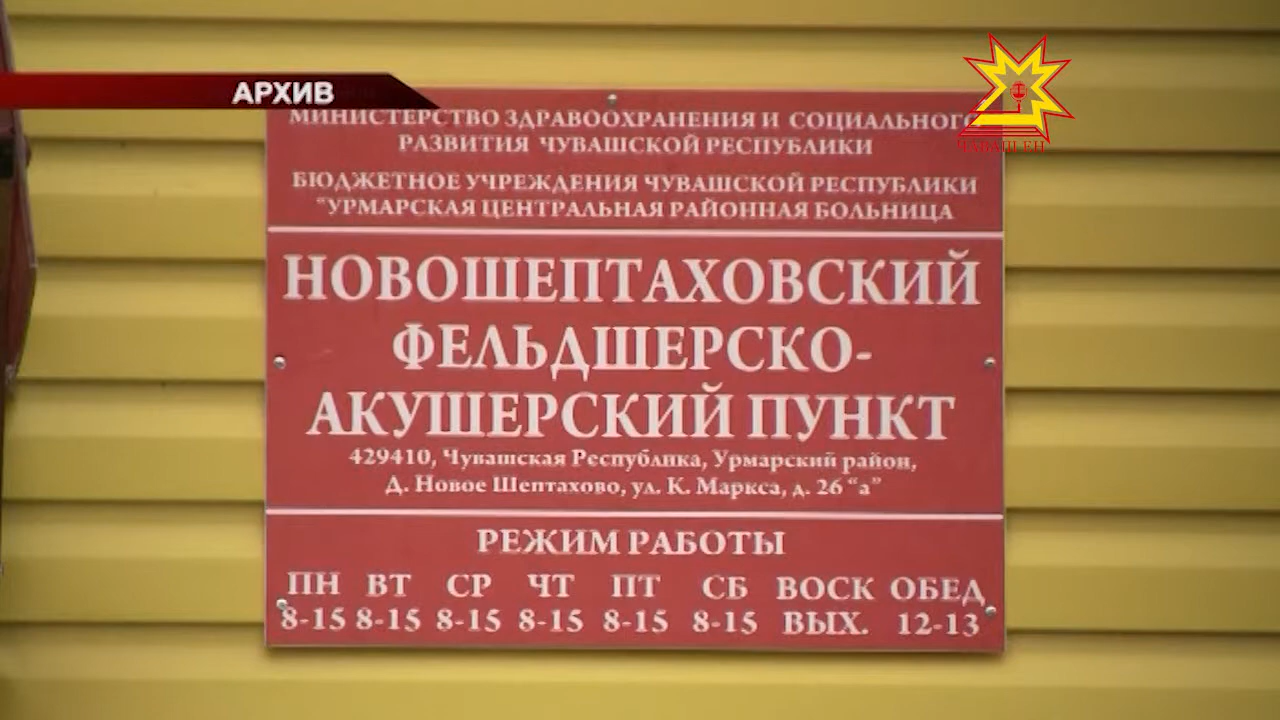 АРХИВ
МИНИСТЕРСТВО ЗДРАВООХРАНЕНИЯ И СОЦИАЛЬНОГО
РАЗВИТИЯ ЧУВАШСКОЙ РЕСПУБЛИКИ
БЮДЖЕТНОЕ УЧРЕЖДЕНИЯ ЧУВАШСКОЙ РЕСПУБЛИКИ
"УРМАРСКАЯ ЦЕНТРАЛЬНАЯ РАЙОННАЯ БОЛЬНИЦА
НОВОШЕПТАХОВСКИЙ
ФЕЛЬДШЕРСКО-
АКУШЕРСКИЙ ПУНКТ
429410, Чувашская Республика, Урмарский район,
Д. Новое Шептахово, ул. К. Маркса, д. 26 "а"
РЕЖИМ РАБОТЫ
ПН ВТ СР ЧТ ПТ СБ ВОСК ОБЕД
8-15 8-15 8-15 8-15 8-15 8-15 ВЫХ. 12-13